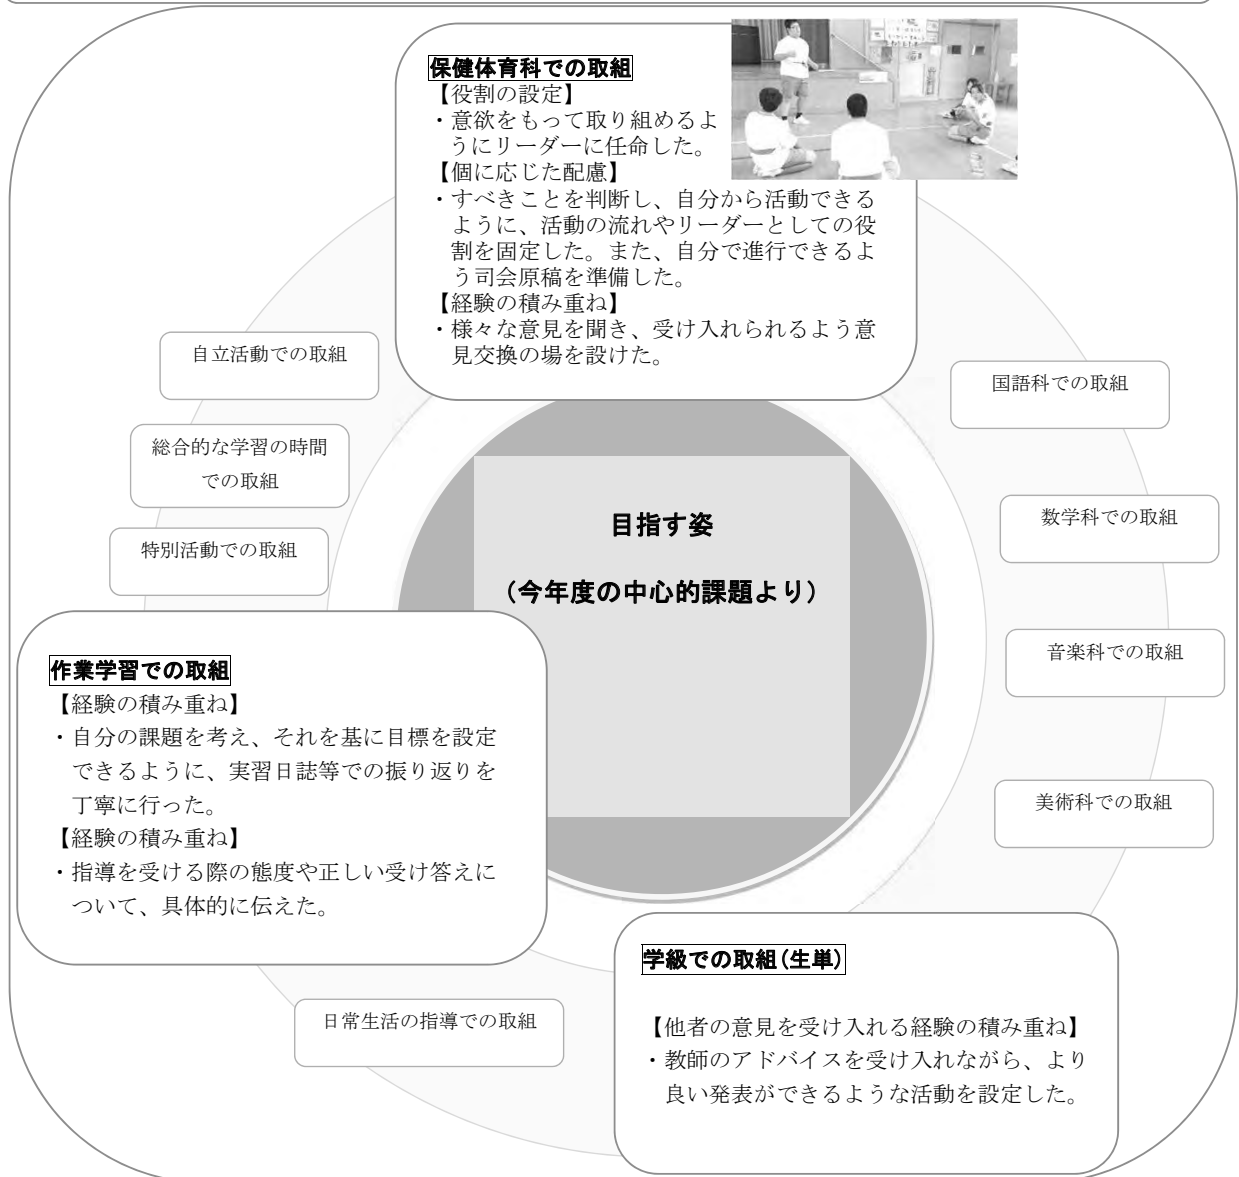 保健体育科での取組
【役割の設定】
・意欲をもって取り組めるよ
うにリーダーに任命した。
【個に応じた配慮】
・すべきことを判断し、自分から活動できる
ように、活動の流れやリーダーとしての役
割を固定した。また、自分で進行できるよ
う司会原稿を準備した。
【経験の積み重ね】
・様々な意見を聞き、受け入れられるよう意
見交換の場を設けた。
自立活動での取組
総合的な学習の時間
での取組
特別活動での取組
国語科での取組
数学科での取組
音楽科での取組
美術科での取組
目指す姿
（今年度の中心的課題より）
作業学習での取組
【経験の積み重ね】
・自分の課題を考え、それを基に目標を設定
できるように、実習日誌等での振り返りを
丁寧に行った。
【経験の積み重ね】
・指導を受ける際の態度や正しい受け答えに
ついて、具体的に伝えた。
日常生活の指導での取組
学級での取組(生単)
【他者の意見を受け入れる経験の積み重ね】
・教師のアドバイスを受け入れながら、より
良い発表ができるような活動を設定した。